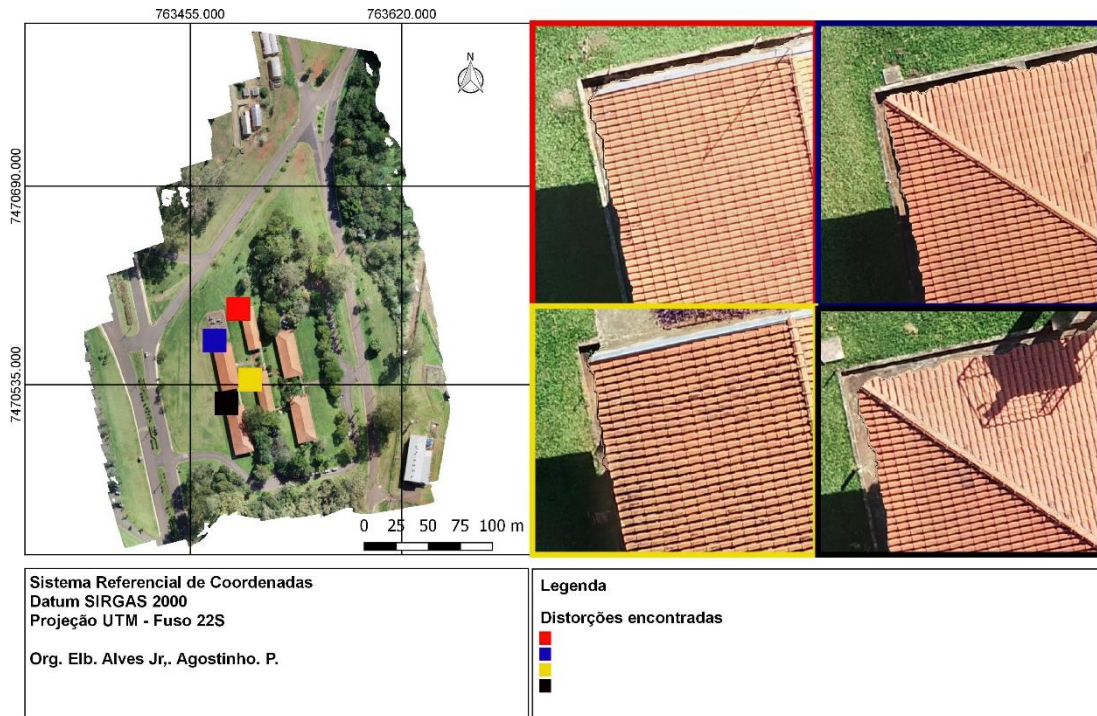 763455.000
763620.000
7470690.000
7470535.000
N
0 25 50 75 100 m
Sistema Referencial de Coordenadas
Datum SIRGAS 2000
Projeção UTM - Fuso 22S
Org. Elb. Alves Jr,. Agostinho. P.
Legenda
Distorções encontradas